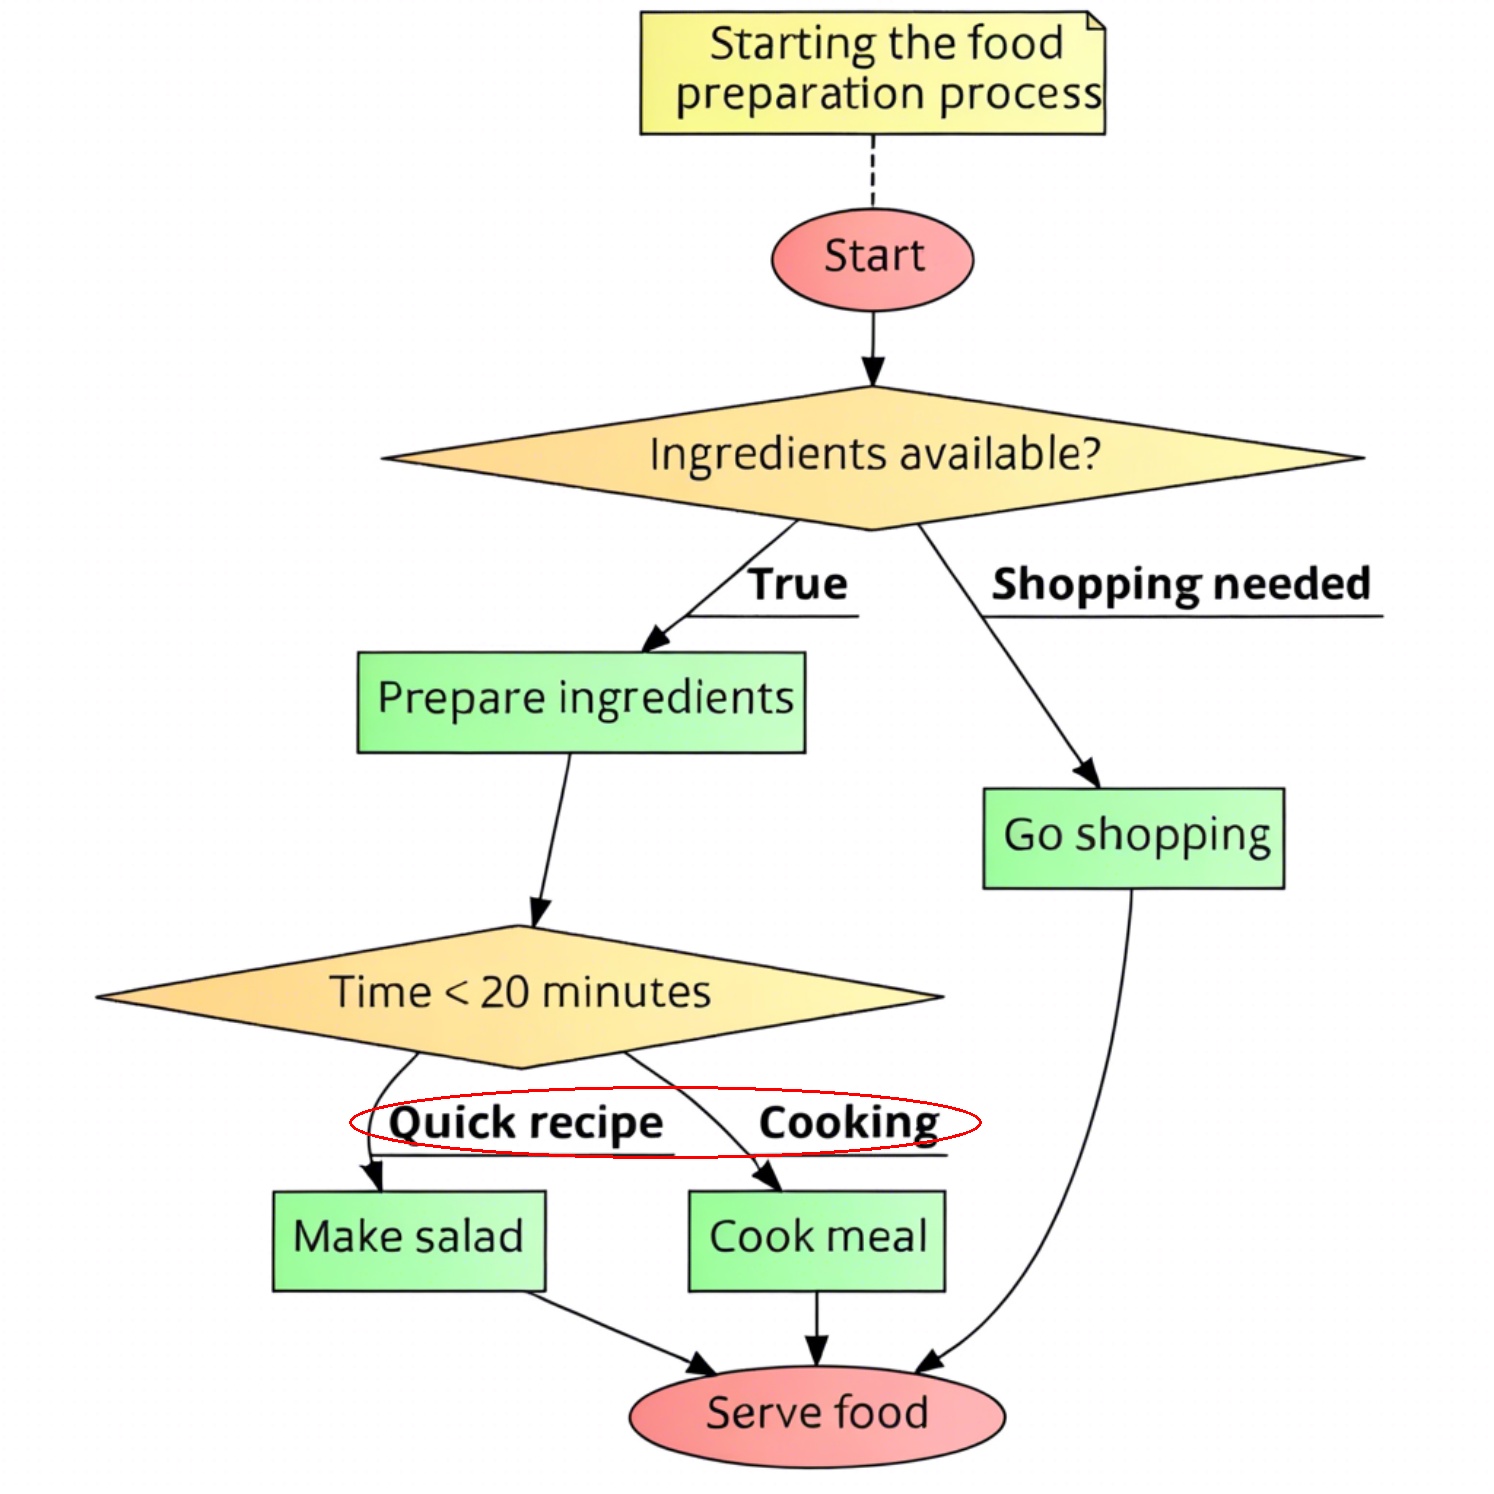 Starting the food
preparation process
Start
Ingredients available?
True
Shopping needed
Prepare ingredients
Go shopping
Time < 20 minutes
Quick recipe
Cooking
Make salad
Cook meal
Serve food